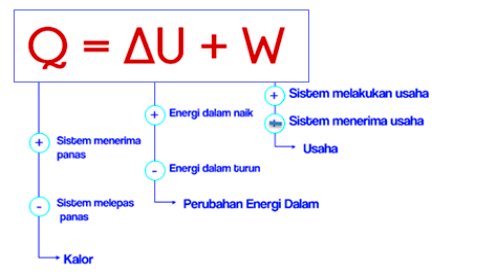 Q = ΔU + W
+ Sistem melakukan usaha
Sistem menerima usaha
Usaha
+ Energi dalam naik
- Energi dalam turun
Perubahan Energi Dalam
+ Sistem menerima
panas
- Sistem melepas
panas
Kalor